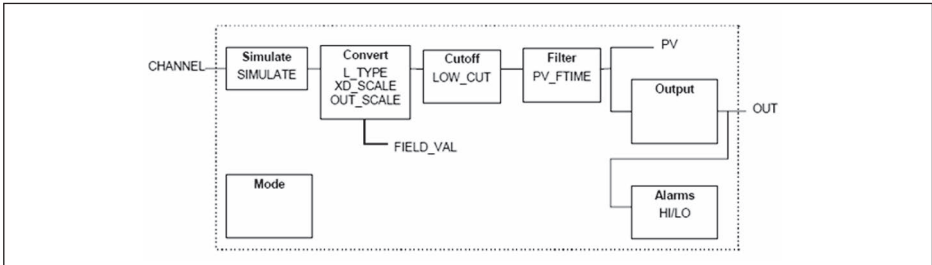 CHANNEL
Simulate
SIMULATE
Convert
L_TYPE
XD_SCALE
OUT_SCALE
Cutoff
LOW_CUT
Filter
PV_FTIME
PV
Output
OUT
FIELD_VAL
Mode
Alarms
HI/LO